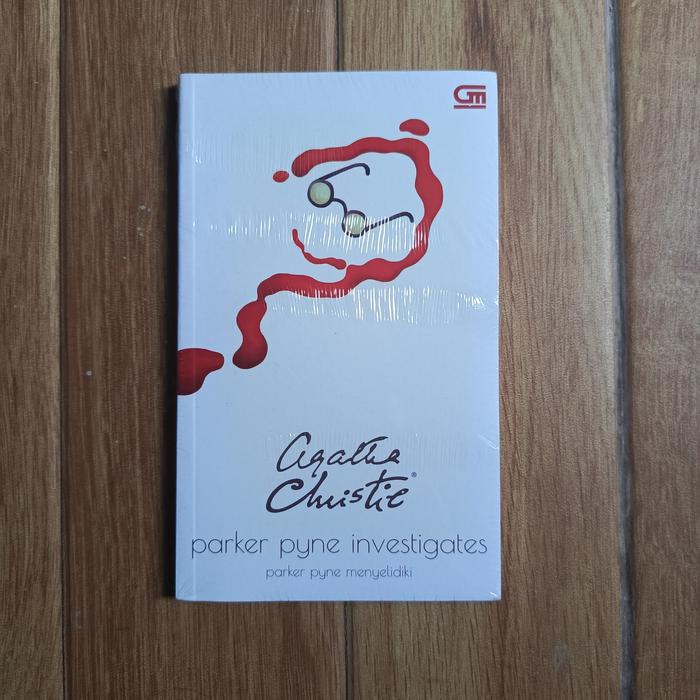 GM
Agatha
Christie®
parker pyne investigates
parker pyne menyelidiki